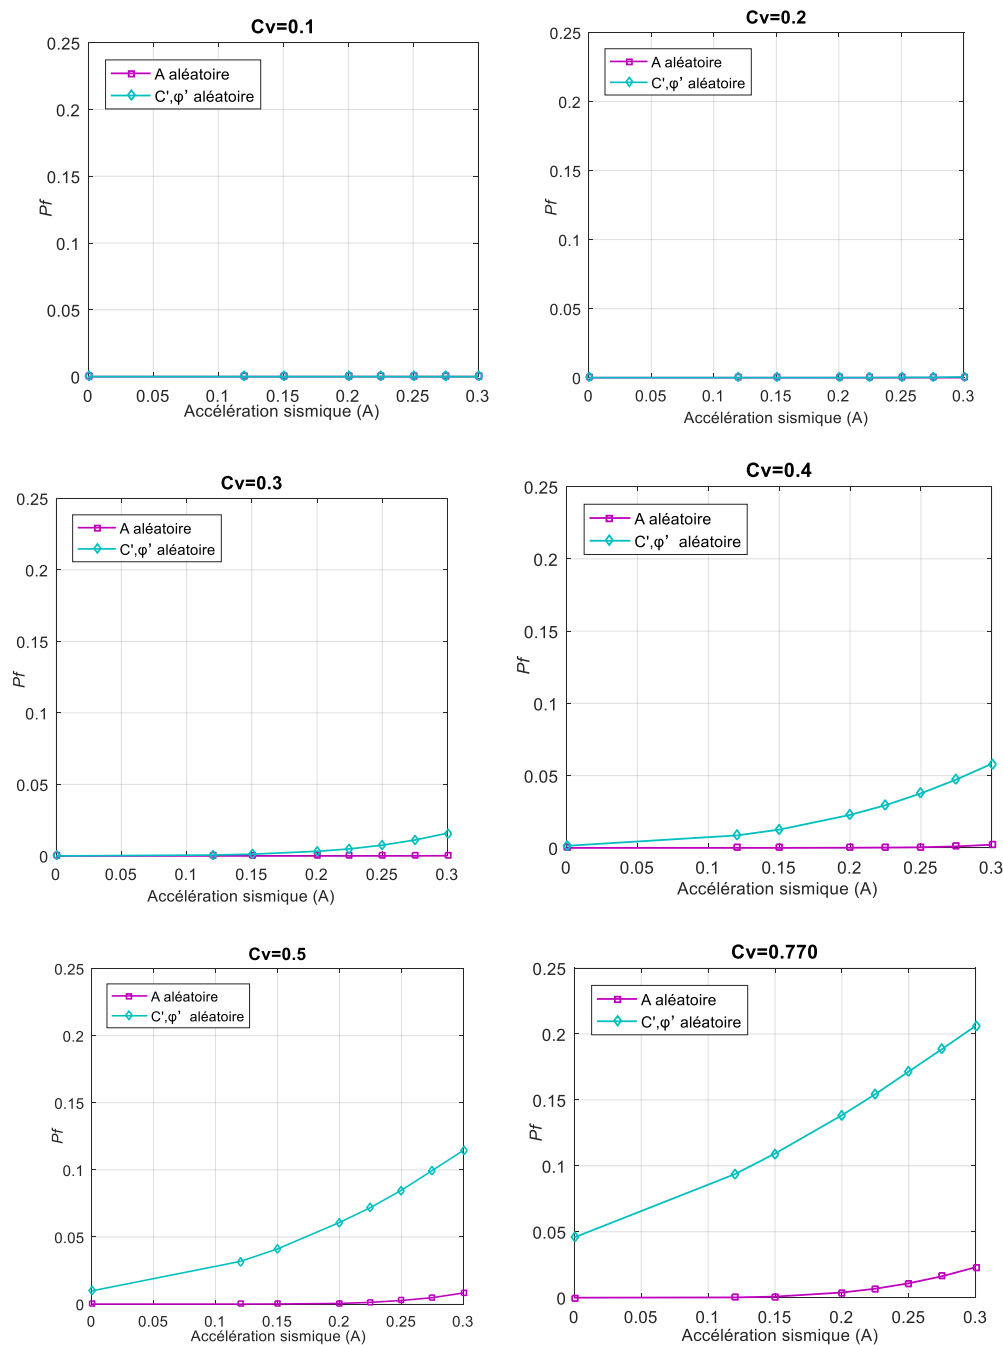 Cv=0.1
0.25
0.2
0.15
0.1
0.05
0
Pf
A aléatoire
C',φ' aléatoire
0 0.05 0.1 0.15 0.2 0.25 0.3
Accélération sismique (A)
Cv=0.2
0.25
0.2
0.15
0.1
0.05
0
Pf
A aléatoire
C',φ' aléatoire
0 0.05 0.1 0.15 0.2 0.25 0.3
Accélération sismique (A)
Cv=0.3
0.25
0.2
0.15
0.1
0.05
0
Pf
A aléatoire
C',φ' aléatoire
0 0.05 0.1 0.15 0.2 0.25 0.3
Accélération sismique (A)
Cv=0.4
0.25
0.2
0.15
0.1
0.05
0
Pf
A aléatoire
C',φ' aléatoire
0 0.05 0.1 0.15 0.2 0.25 0.3
Accélération sismique (A)
Cv=0.5
0.25
0.2
0.15
0.1
0.05
0
Pf
A aléatoire
C',φ' aléatoire
0 0.05 0.1 0.15 0.2 0.25 0.3
Accélération sismique (A)
Cv=0.770
0.25
0.2
0.15
0.1
0.05
0
Pf
A aléatoire
C',φ' aléatoire
0 0.05 0.1 0.15 0.2 0.25 0.3
Accélération sismique (A)